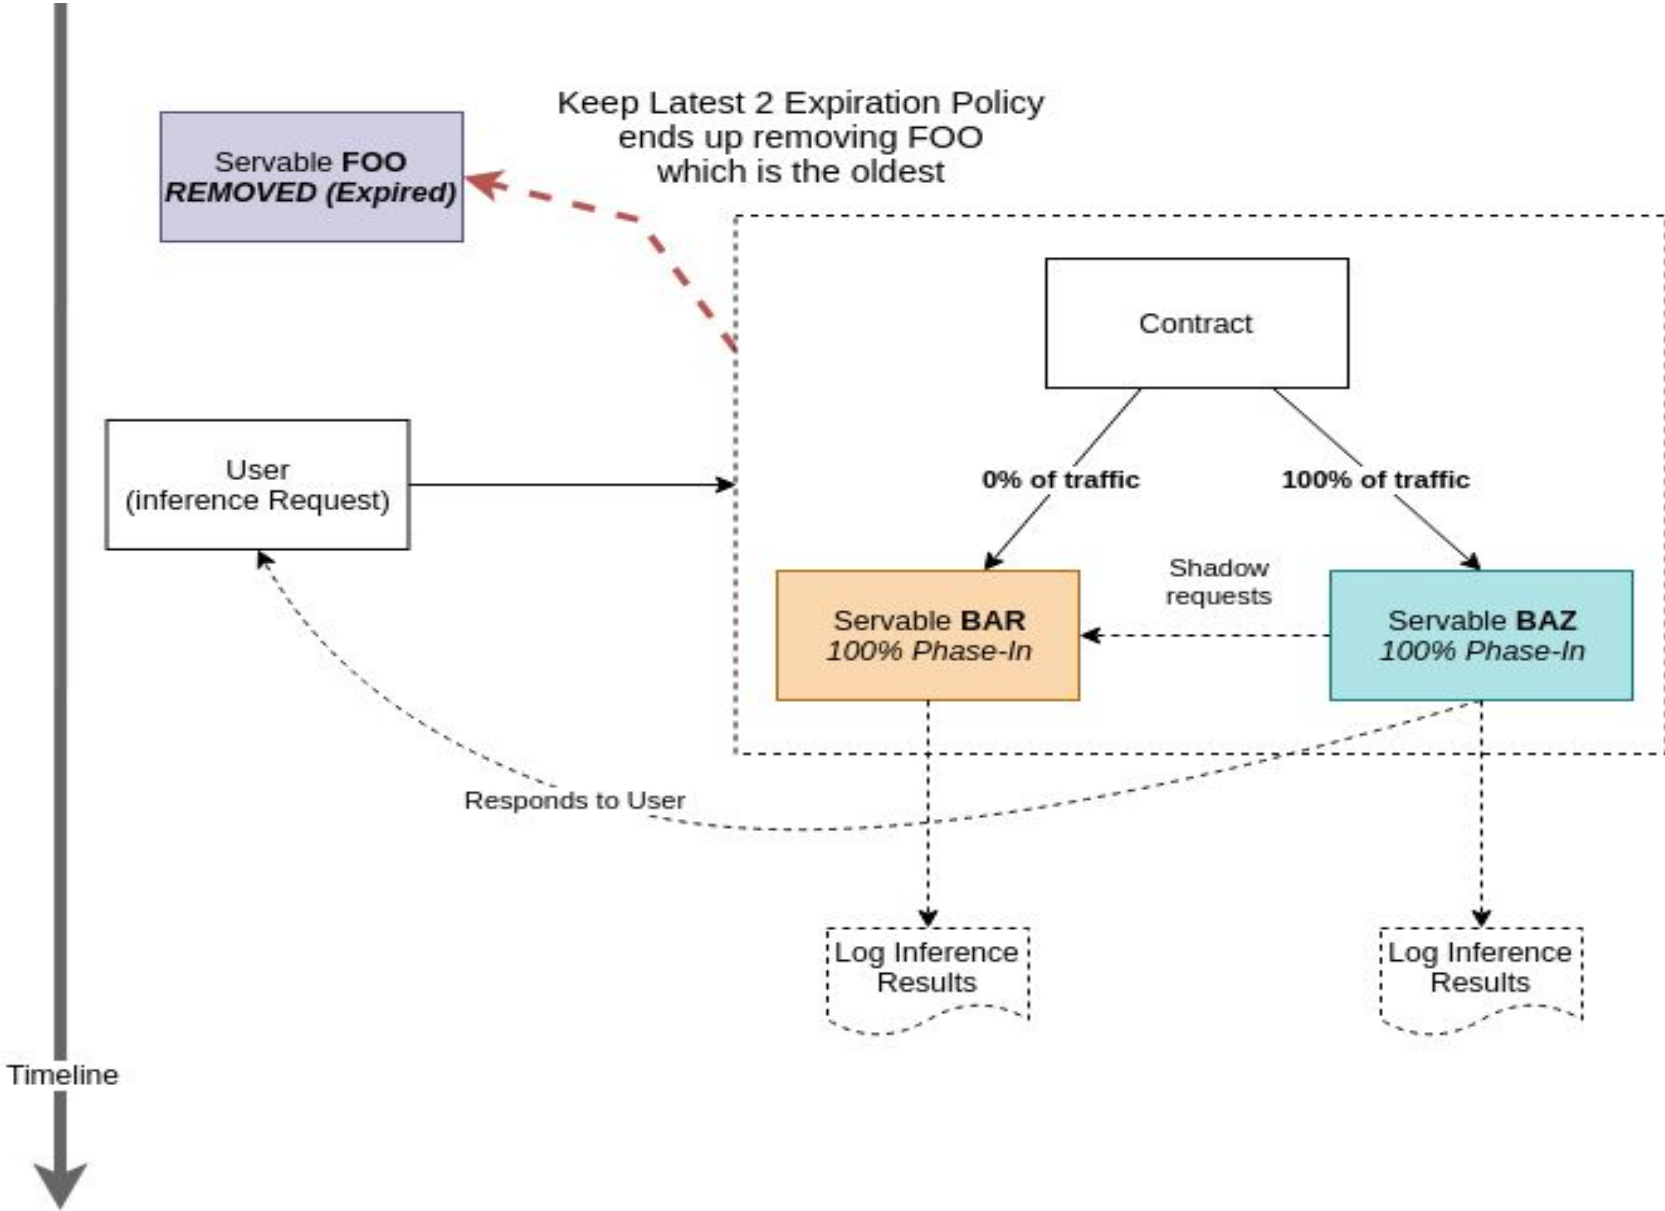 Keep Latest 2 Expiration Policy
ends up removing FOO
which is the oldest
Servable FOO
REMOVED (Expired)
Contract
User
(inference Request)
0% of traffic
100% of traffic
Shadow
requests
Servable BAR
100% Phase-In
Servable BAZ
100% Phase-In
Responds to User
Log Inference
Results
Log Inference
Results
Timeline